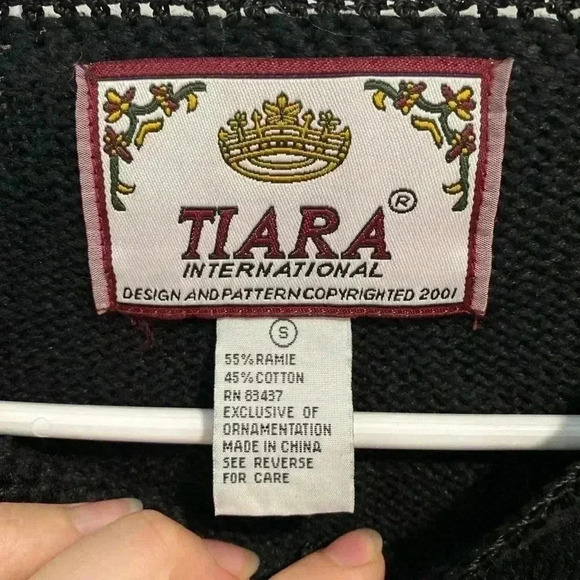 TIARA®
INTERNATIONAL
DESIGN AND PATTERN COPYRIGHTED 2001
S
55% RAMIE
45% COTTON
RN 83437
EXCLUSIVE OF
ORNAMENTATION
MADE IN CHINA
SEE REVERSE
FOR CARE